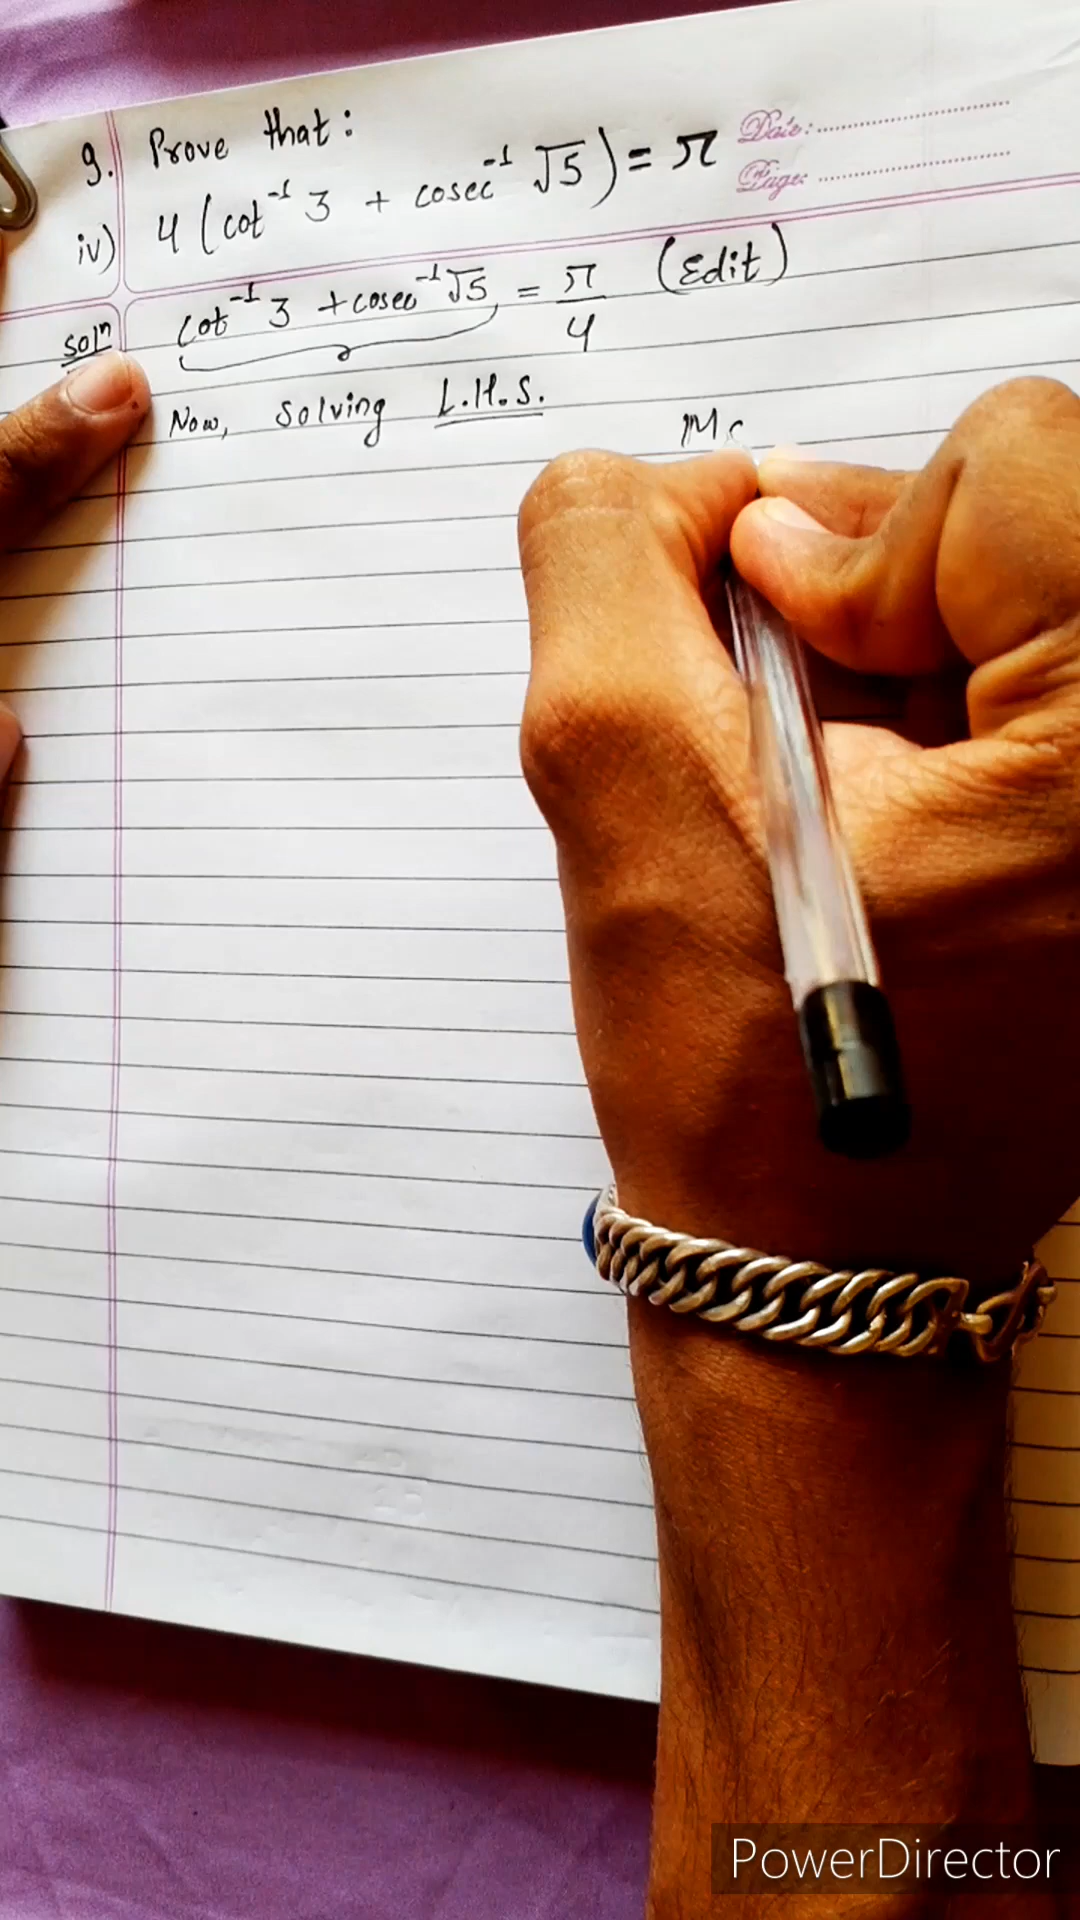 9. Prove that:
iv) 4 (cot⁻¹ 3 + cosec⁻¹ √5) = π
Date:
Page:
solⁿ cot⁻¹ 3 + cosec⁻¹ √5 = π/4 (Edit)
Now, solving L.H.S.
PowerDirector